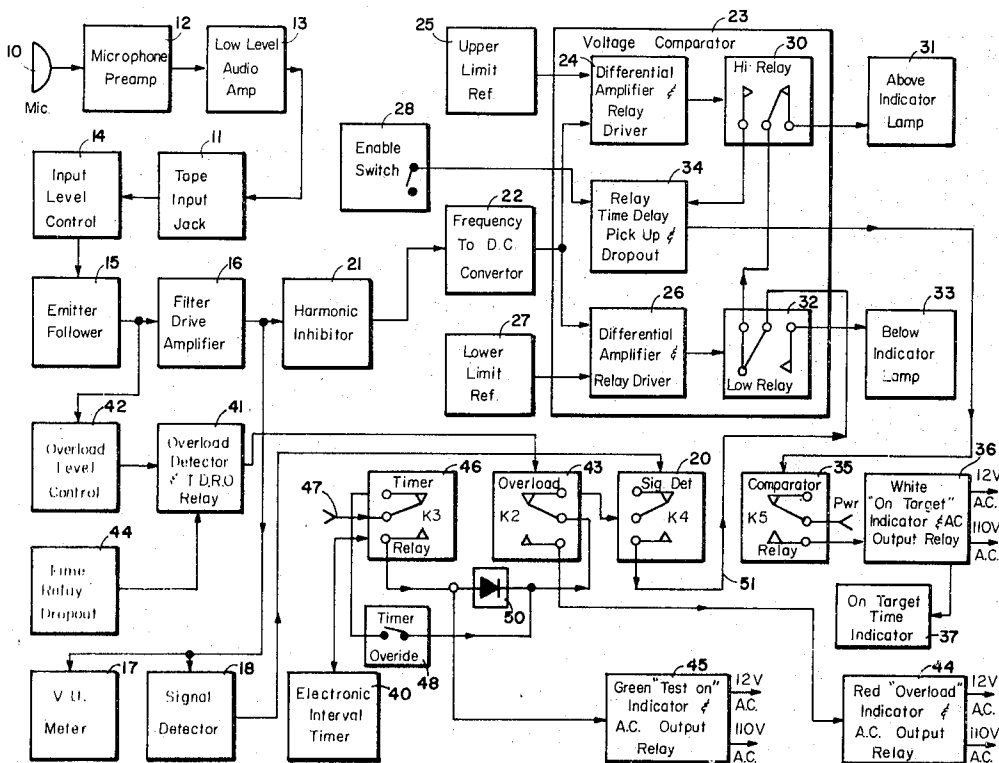 10
Mic.
12
Microphone
Preamp
13
Low Level
Audio
Amp
14
Input
Level
Control
11
Tape
Input
Jack
15
Emitter
Follower
16
Filter
Drive
Amplifier
21
Harmonic
Inhibitor
22
Frequency
To D.C.
Convertor
25
Upper
Limit
Ref.
28
Enable
Switch
27
Lower
Limit
Ref.
23
Voltage Comparator
24
Differential
Amplifier &
Relay
Driver
30
Hi Relay
31
Above
Indicator
Lamp
34
Relay
Time Delay
Pick Up &
Dropout
26
Differential
Amplifier &
Relay Driver
32
Low Relay
33
Below
Indicator
Lamp
42
Overload
Level
Control
41
Overload
Detector
& T.D.R.O
Relay
44
Time
Relay
Dropout
17
V.U.
Meter
18
Signal
Detector
46
Timer
47
K3
Relay
43
Overload
K2
20
Sig. Det
K4
35
Comparator
K5
Relay
Pwr
36
White
"On Target"
Indicator & AC
Output Relay
12V
A.C.
110V
A.C.
51
50
Timer
Overide
48
On Target
Time
Indicator
37
40
Electronic
Interval
Timer
45
Green "Test on"
Indicator
&
A.C. Output
Relay
12V
A.C.
110V
A.C.
44
Red "Overload"
Indicator
&
A.C. Output
Relay
12V
A.C.
110V
A.C.